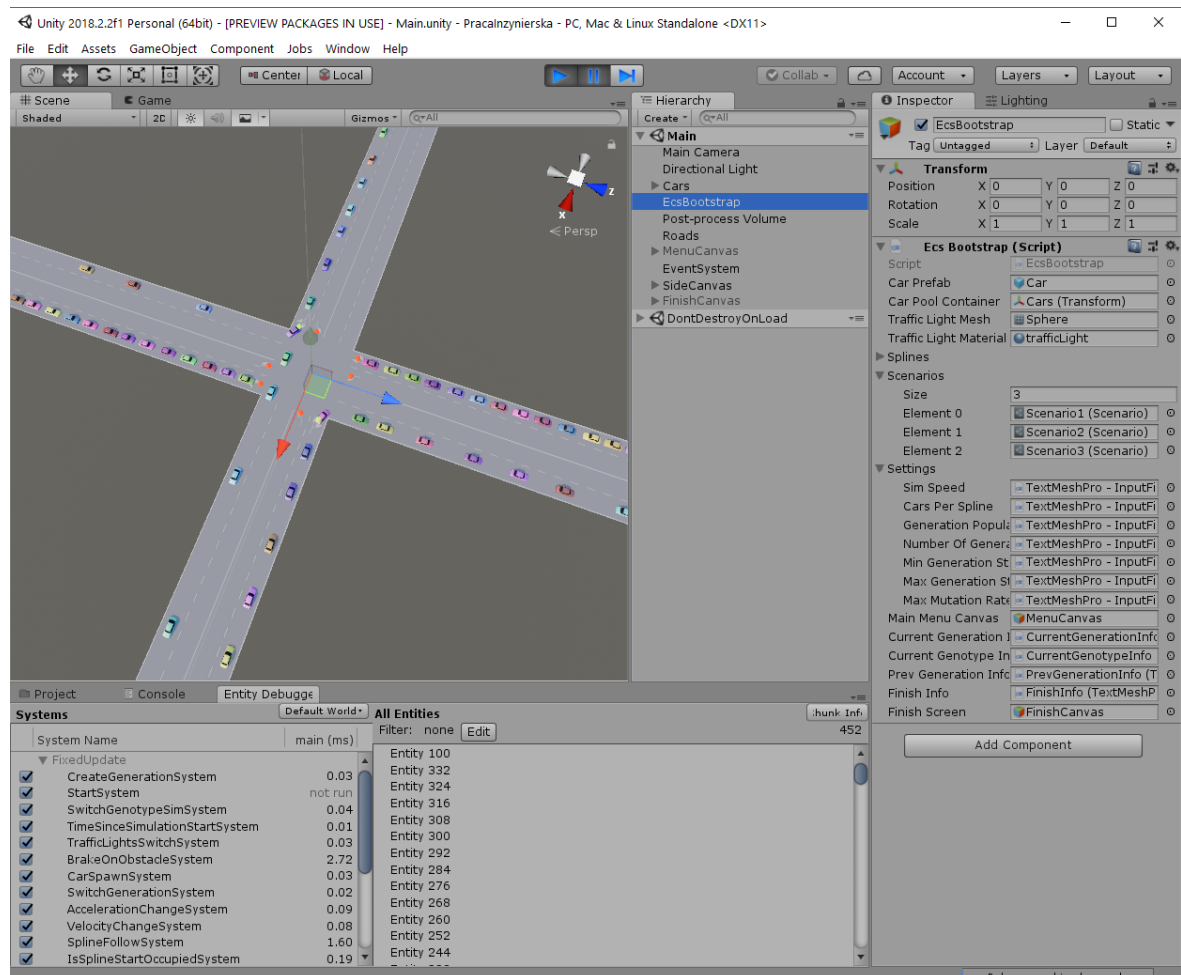 Unity 2018.2.2f1 Personal (64bit) - [PREVIEW PACKAGES IN USE] - Main.unity - PracaInzynierska - PC, Mac & Linux Standalone <DX11>
File Edit Assets GameObject Component Jobs Window Help
Center Local Collab Account Layers Layout
Scene Game
Shaded 2D Gizmos All
z
x
Persp
Hierarchy
Create All
Main
Main Camera
Directional Light
Cars
EcsBootstrap
Post-process Volume
Roads
MenuCanvas
EventSystem
SideCanvas
FinishCanvas
DontDestroyOnLoad
Inspector Lighting
EcsBootstrap Static
Tag Untagged Layer Default
Transform
Position X 0 Y 0 Z 0
Rotation X 0 Y 0 Z 0
Scale X 1 Y 1 Z 1
Ecs Bootstrap (Script)
Script EcsBootstrap
Car Prefab Car
Car Pool Container Cars (Transform)
Traffic Light Mesh Sphere
Traffic Light Material trafficLight
Splines
Scenarios
Size 3
Element 0 Scenario1 (Scenario)
Element 1 Scenario2 (Scenario)
Element 2 Scenario3 (Scenario)
Settings
Sim Speed TextMeshPro - InputFi
Cars Per Spline TextMeshPro - InputFi
Generation Popula TextMeshPro - InputFi
Number Of Genera TextMeshPro - InputFi
Min Generation St TextMeshPro - InputFi
Max Generation St TextMeshPro - InputFi
Max Mutation Rate TextMeshPro - InputFi
Main Menu Canvas MenuCanvas
Current Generation I CurrentGenerationInfo
Current Genotype In CurrentGenotypeInfo
Prev Generation Info PrevGenerationInfo (T
Finish Info FinishInfo (TextMeshP
Finish Screen FinishCanvas
Add Component
Project Console Entity Debugge
Systems Default World
System Name main (ms)
FixedUpdate
CreateGenerationSystem 0.03
StartSystem not run
SwitchGenotypeSimSystem 0.04
TimeSinceSimulationStartSystem 0.01
TrafficLightsSwitchSystem 0.03
BrakeOnObstacleSystem 2.72
CarSpawnSystem 0.03
SwitchGenerationSystem 0.02
AccelerationChangeSystem 0.09
VelocityChangeSystem 0.08
SplineFollowSystem 1.60
IsSplineStartOccupiedSystem 0.19
All Entities hunk Inf
Filter: none Edit 452
Entity 100
Entity 332
Entity 324
Entity 316
Entity 308
Entity 300
Entity 292
Entity 284
Entity 276
Entity 268
Entity 260
Entity 252
Entity 244